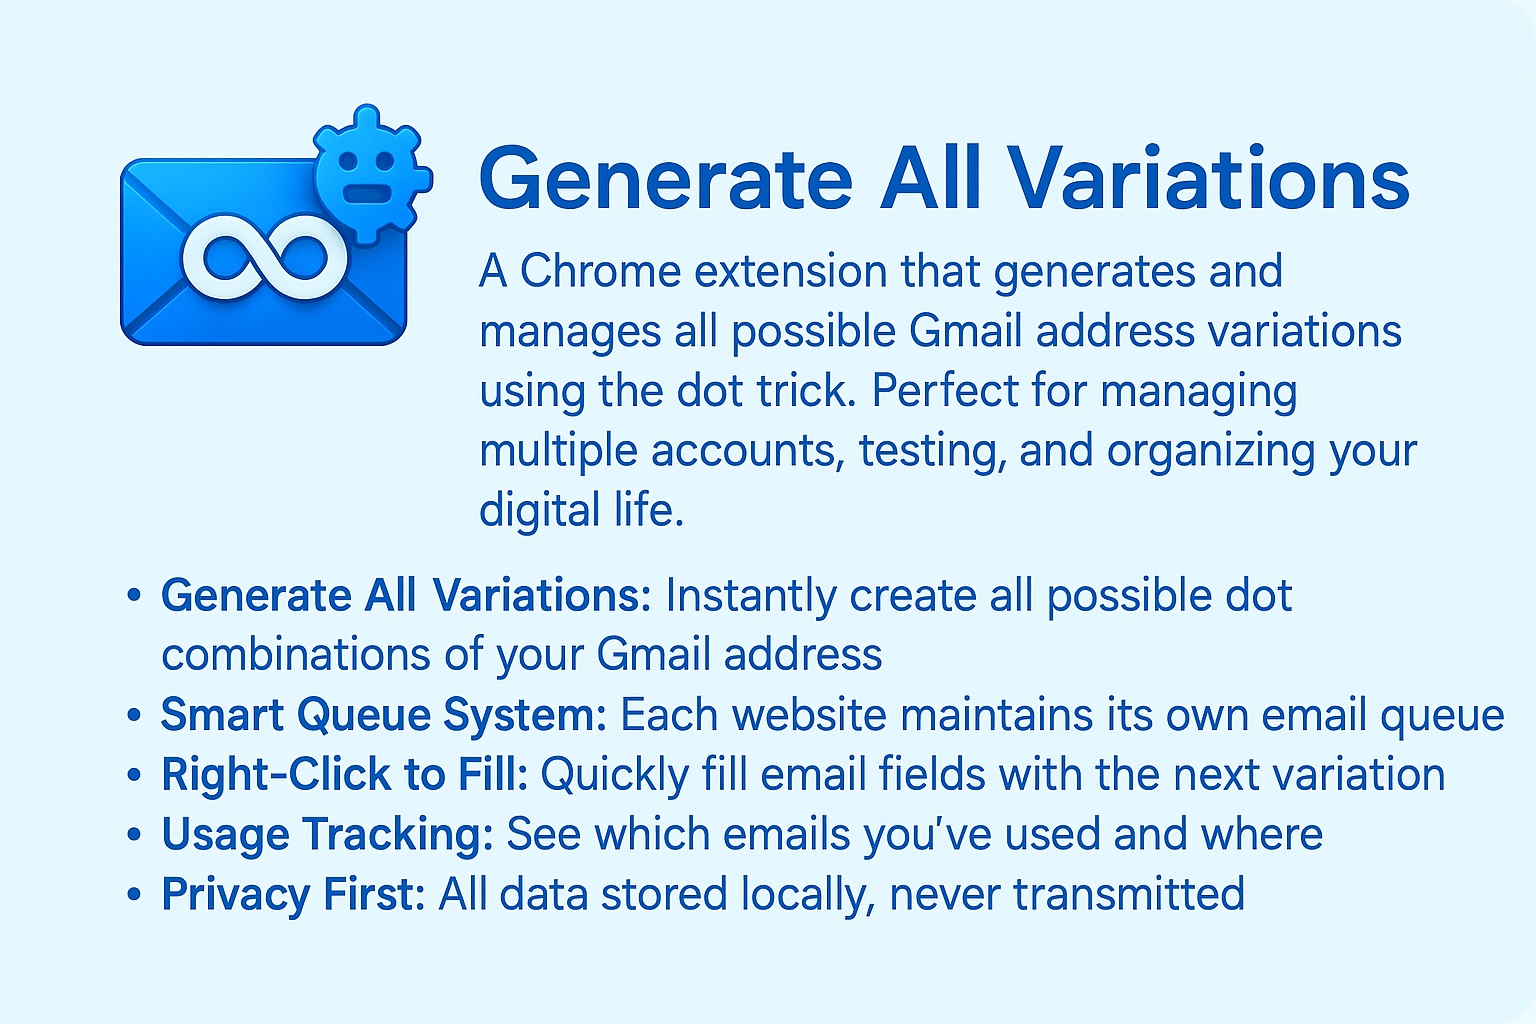 Generate All Variations
A Chrome extension that generates and
manages all possible Gmail address variations
using the dot trick. Perfect for managing
multiple accounts, testing, and organizing your
digital life.
• Generate All Variations: Instantly create all possible dot
combinations of your Gmail address
• Smart Queue System: Each website maintains its own email queue
• Right-Click to Fill: Quickly fill email fields with the next variation
• Usage Tracking: See which emails you’ve used and where
• Privacy First: All data stored locally, never transmitted